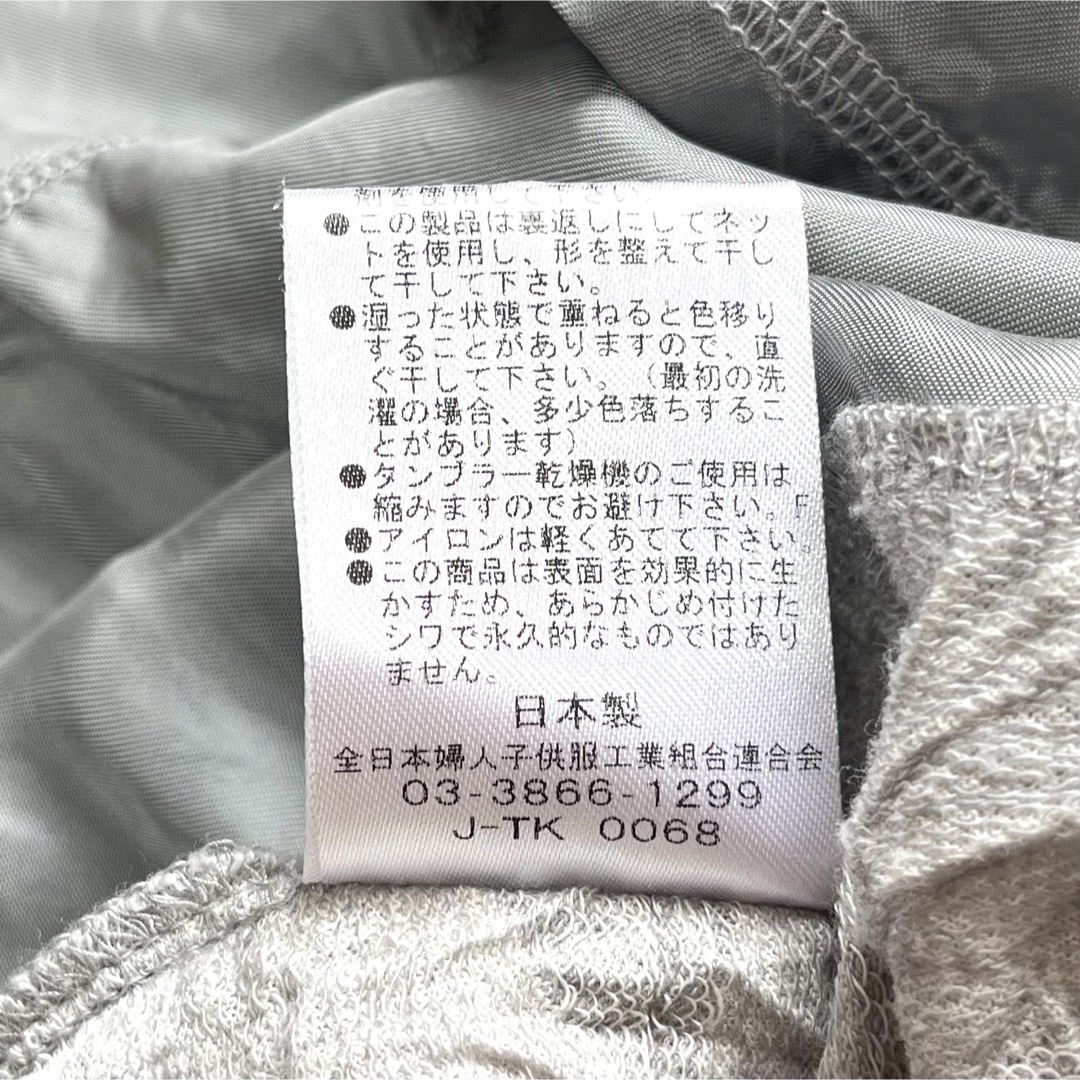 剤を使用して下さい。
●この製品は裏返しにしてネッ
トを使用し、形を整えて干し
て干して下さい。
●湿った状態で重ねると色移り
することがありますので、直
ぐ干して下さい。（最初の洗
濯の場合、多少色落ちするこ
とがあります）
●タンブラー乾燥機のご使用は
縮みますのでお避け下さい。F
●アイロンは軽くあてて下さい。
●この商品は表面を効果的に生
かすため、あらかじめ付けた
シワで永久的なものではあり
ません。
日本製
全日本婦人子供服工業組合連合会
03-3866-1299
J-TK 0068